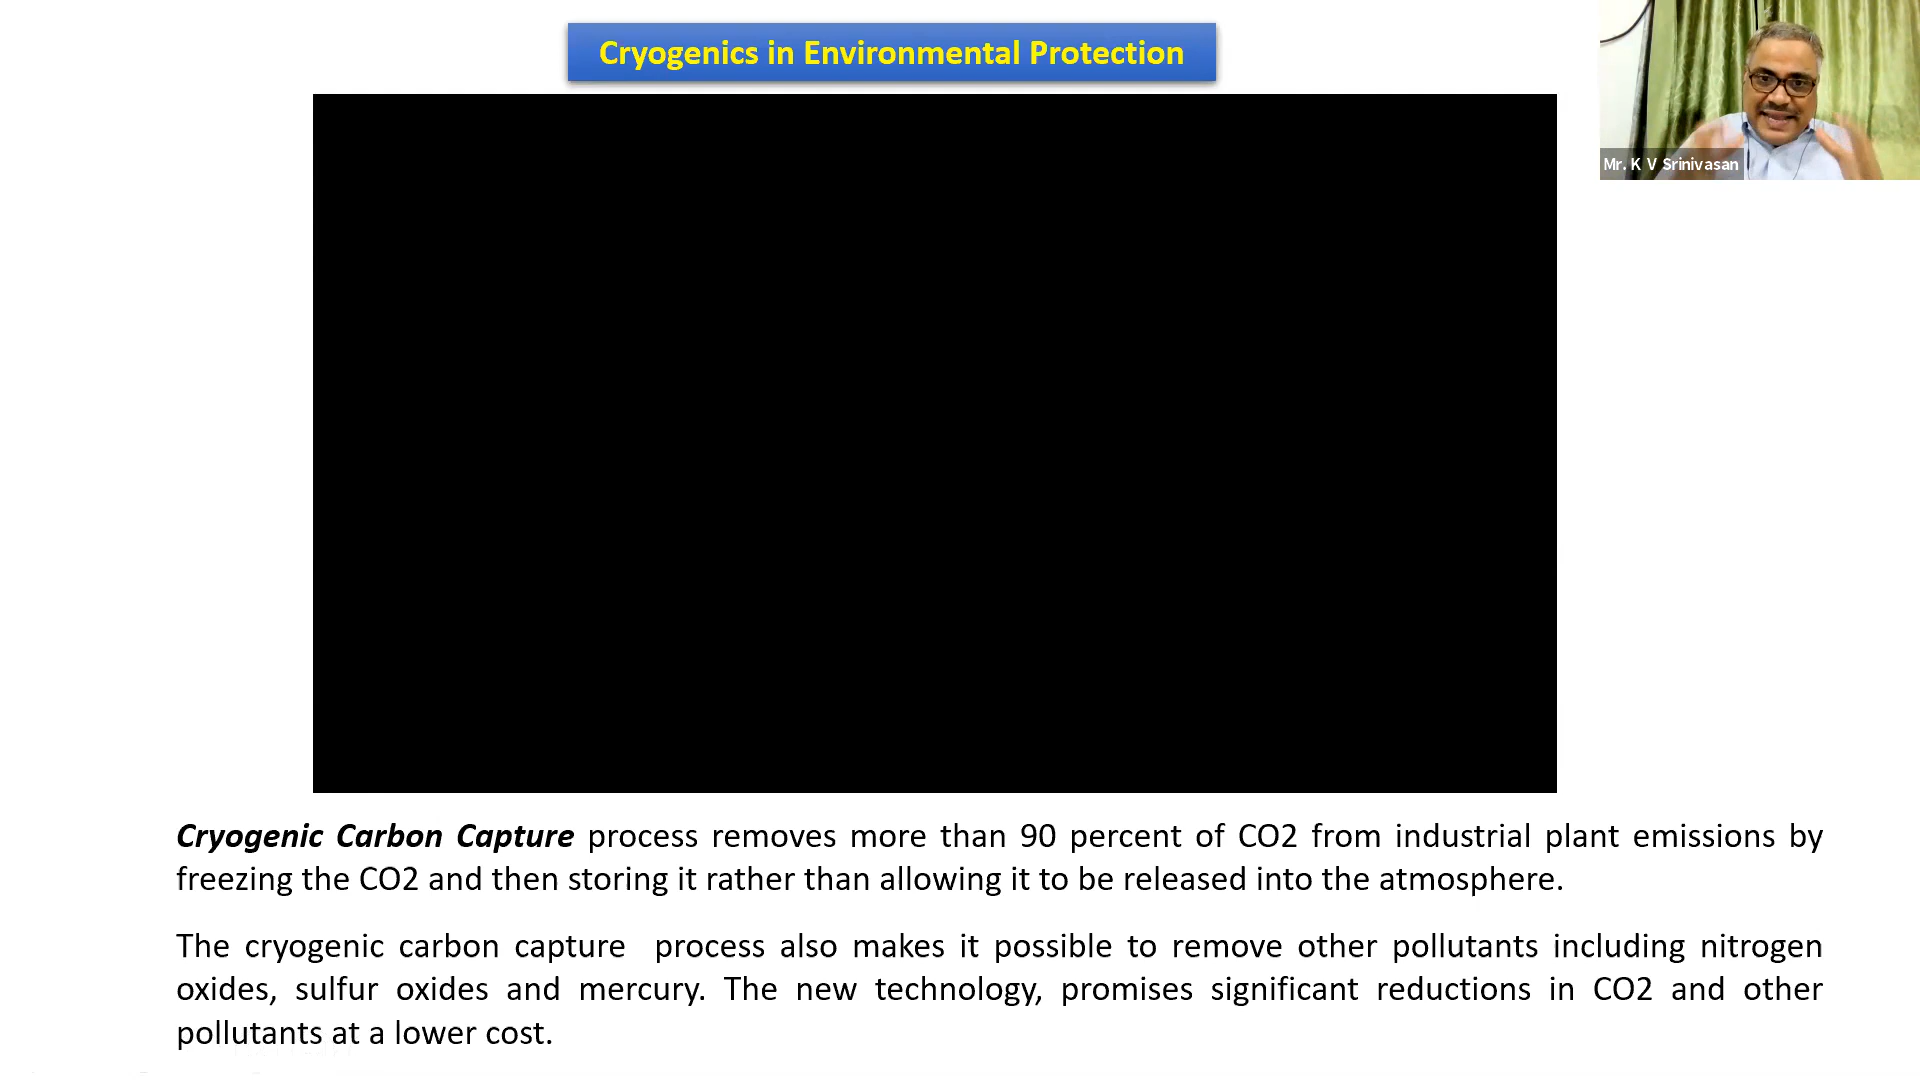 Cryogenics in Environmental Protection
Mr. K V Srinivasan
Cryogenic Carbon Capture process removes more than 90 percent of CO2 from industrial plant emissions by
freezing the CO2 and then storing it rather than allowing it to be released into the atmosphere.
The cryogenic carbon capture process also makes it possible to remove other pollutants including nitrogen
oxides, sulfur oxides and mercury. The new technology, promises significant reductions in CO2 and other
pollutants at a lower cost.